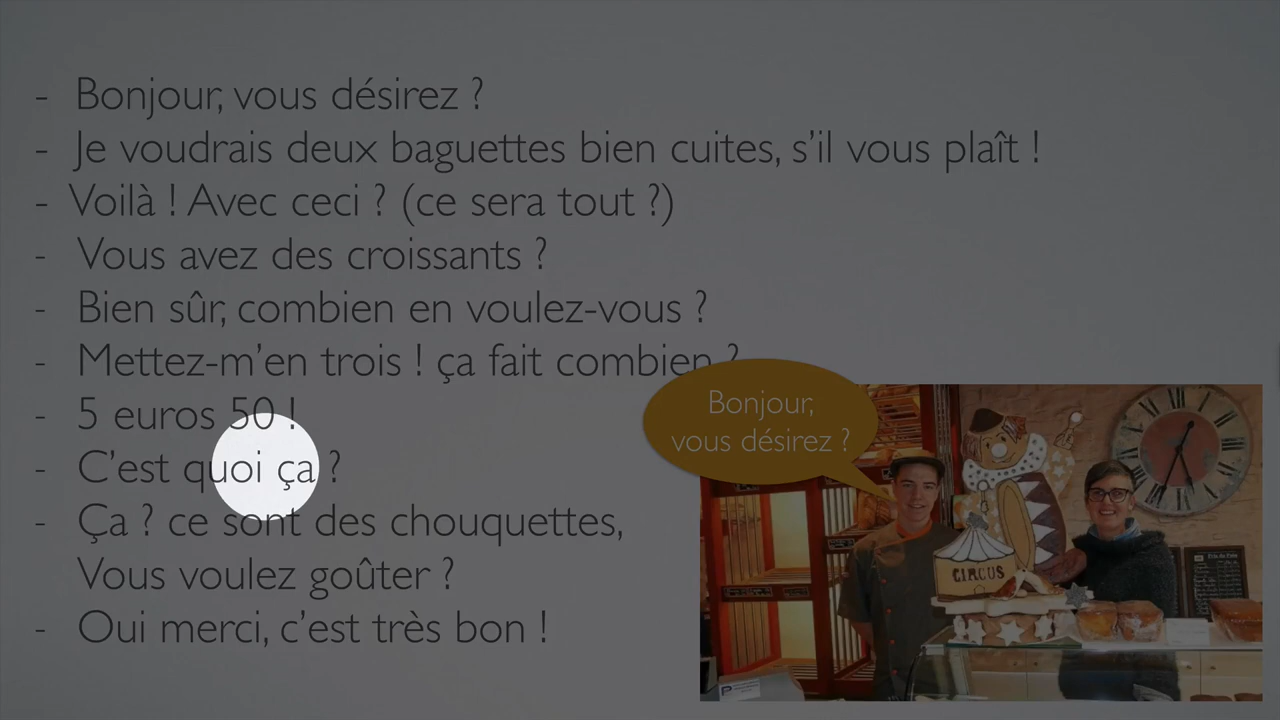 - Bonjour, vous désirez ?
- Je voudrais deux baguettes bien cuites, s’il vous plaît !
- Voilà ! Avec ceci ? (ce sera tout ?)
- Vous avez des croissants ?
- Bien sûr, combien en voulez-vous ?
- Mettez-m’en trois ! ça fait combien ?
- 5 euros 50 !
- C’est quoi ça ?
- Ça ? ce sont des chouquettes,
Vous voulez goûter ?
- Oui merci, c’est très bon !
Bonjour,
vous désirez ?
CIRCUS